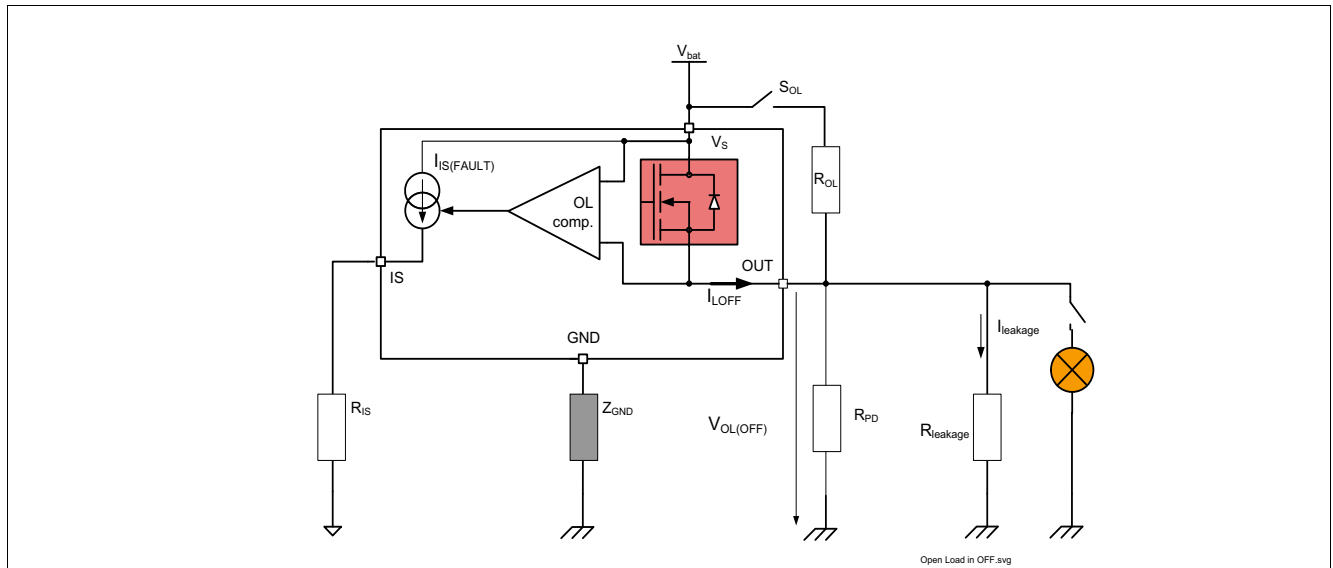 Vbat
SOL
VS
IIS(FAULT)
ROL
OL
comp.
OUT
IS
ILOFF
Ileakage
GND
RIS
ZGND
VOL(OFF)
RPD
Rleakage
Open Load in OFF.svg